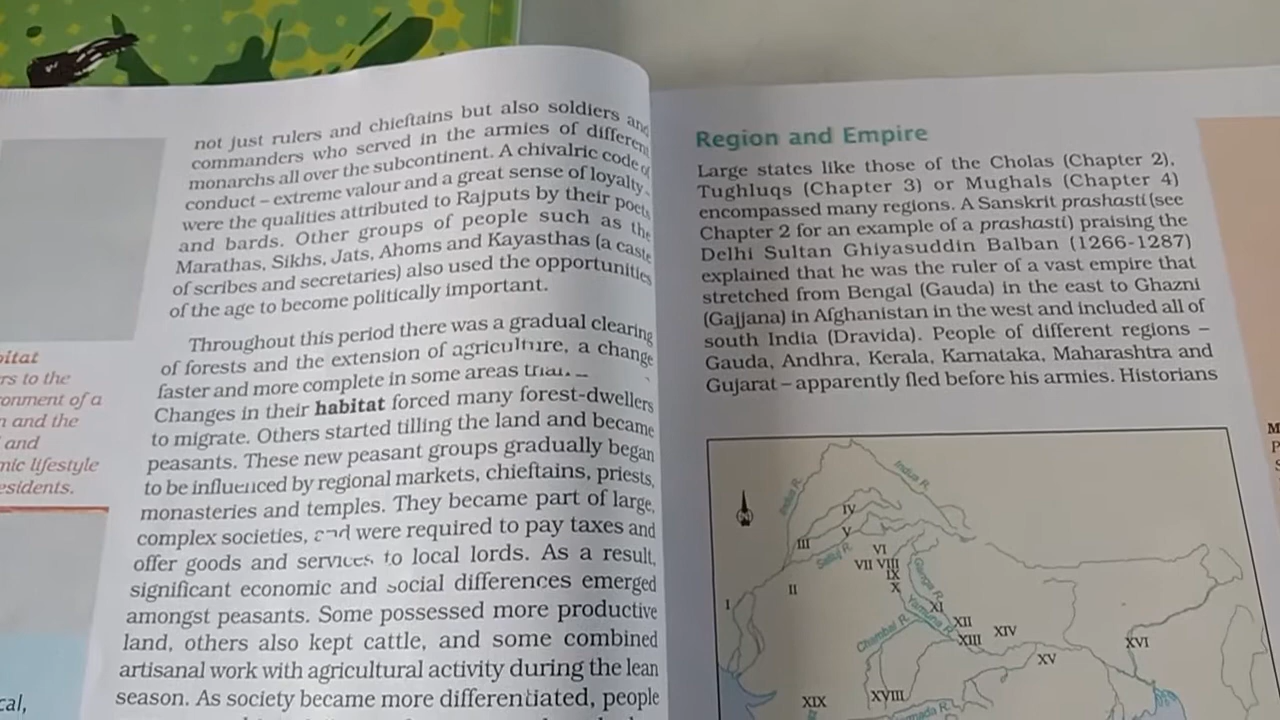 not just rulers and chieftains but also soldiers and
commanders who served in the armies of different
monarchs all over the subcontinent. A chivalric code of
conduct – extreme valour and a great sense of loyalty –
were the qualities attributed to Rajputs by their poets
and bards. Other groups of people such as the
Marathas, Sikhs, Jats, Ahoms and Kayasthas (a caste
of scribes and secretaries) also used the opportunities
of the age to become politically important.
Throughout this period there was a gradual clearing
of forests and the extension of agriculture, a change
faster and more complete in some areas
Changes in their habitat forced many forest-dwellers
to migrate. Others started tilling the land and became
peasants. These new peasant groups gradually began
to be influenced by regional markets, chieftains, priests,
monasteries and temples. They became part of large,
complex societies, and were required to pay taxes and
offer goods and services to local lords. As a result,
significant economic and social differences emerged
amongst peasants. Some possessed more productive
land, others also kept cattle, and some combined
artisanal work with agricultural activity during the lean
season. As society became more differentiated, people
to the
of a
and the
and
lifestyle
Region and Empire
Large states like those of the Cholas (Chapter 2),
Tughluqs (Chapter 3) or Mughals (Chapter 4)
encompassed many regions. A Sanskrit prashasti (see
Chapter 2 for an example of a prashasti) praising the
Delhi Sultan Ghiyasuddin Balban (1266-1287)
explained that he was the ruler of a vast empire that
stretched from Bengal (Gauda) in the east to Ghazni
(Gajjana) in Afghanistan in the west and included all of
south India (Dravida). People of different regions –
Gauda, Andhra, Kerala, Karnataka, Maharashtra and
Gujarat – apparently fled before his armies. Historians
Indus R.
Indus R.
IV
V
III
Satluj R.
VI
VII VIII
IX
X
II
I
Ganga R.
Yamuna R.
XI
XII
XIII
XIV
Chambal R.
XV
XVI
XVIII
XIX
R.